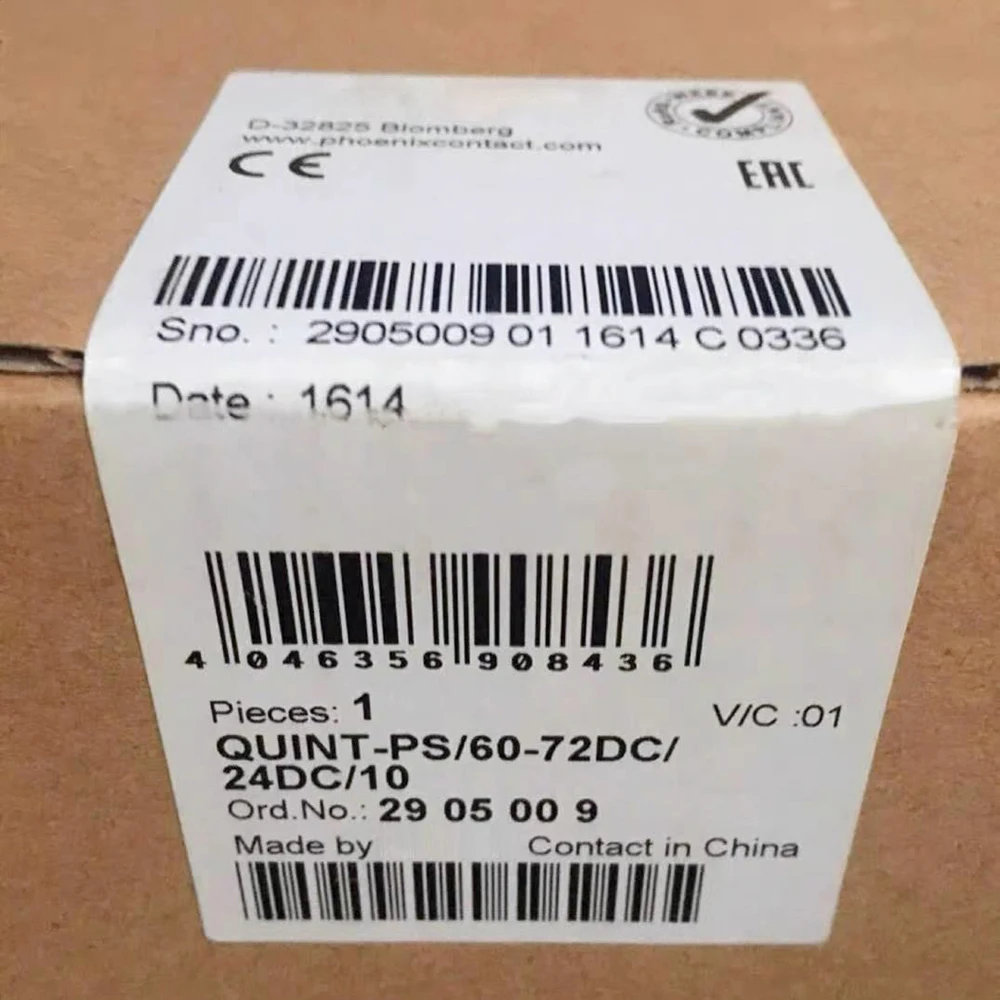 D-32825 Blomberg
www.phoenixcontact.com
CE
EAC
Sno. : 2905009 01 1614 C 0336
Date : 1614
4 046356 908436
Pieces: 1 V/C :01
QUINT-PS/60-72DC/
24DC/10
Ord.No.: 29 05 00 9
Made by Contact in China